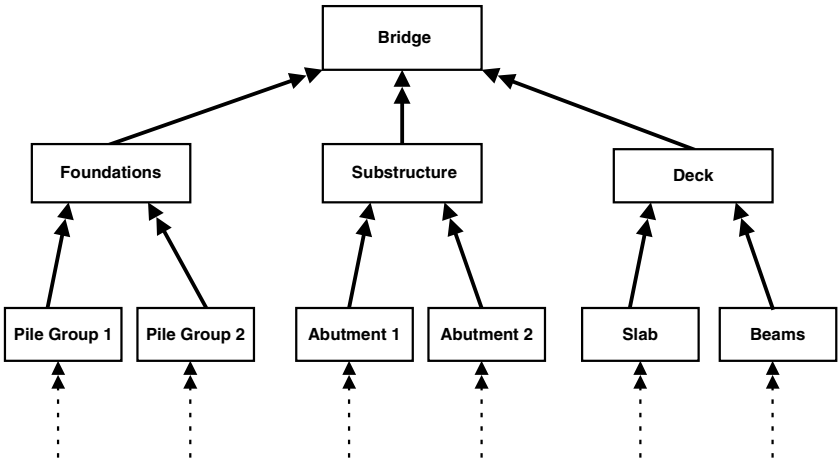 Bridge
Foundations
Substructure
Deck
Pile Group 1
Pile Group 2
Abutment 1
Abutment 2
Slab
Beams